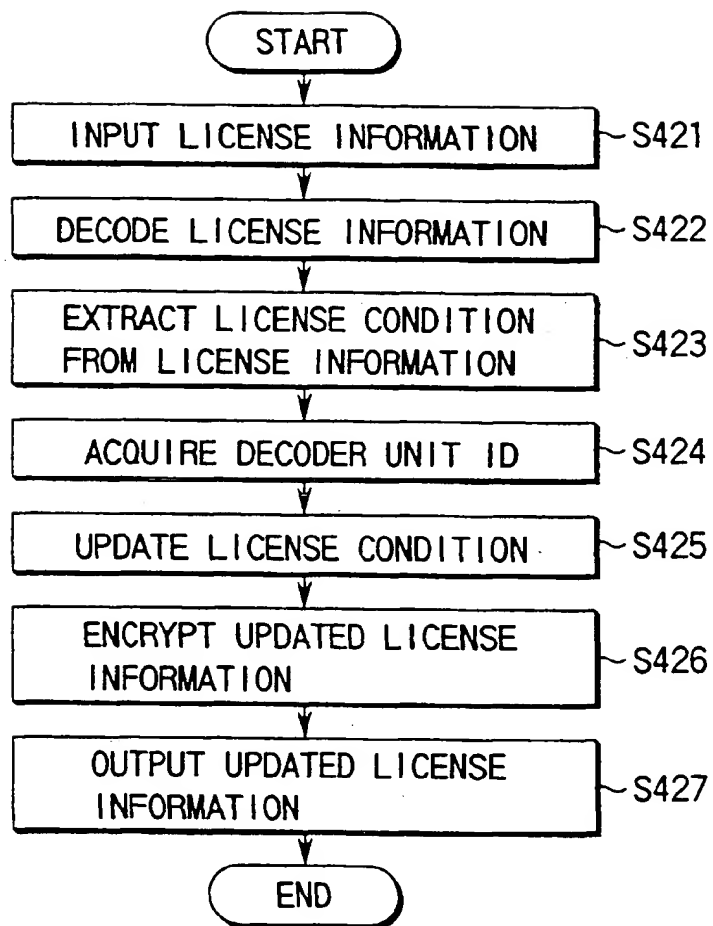 START
INPUT LICENSE INFORMATION
S421
DECODE LICENSE INFORMATION
S422
EXTRACT LICENSE CONDITION
FROM LICENSE INFORMATION
S423
ACQUIRE DECODER UNIT ID
S424
UPDATE LICENSE CONDITION
S425
ENCRYPT UPDATED LICENSE
INFORMATION
S426
OUTPUT UPDATED LICENSE
INFORMATION
S427
END